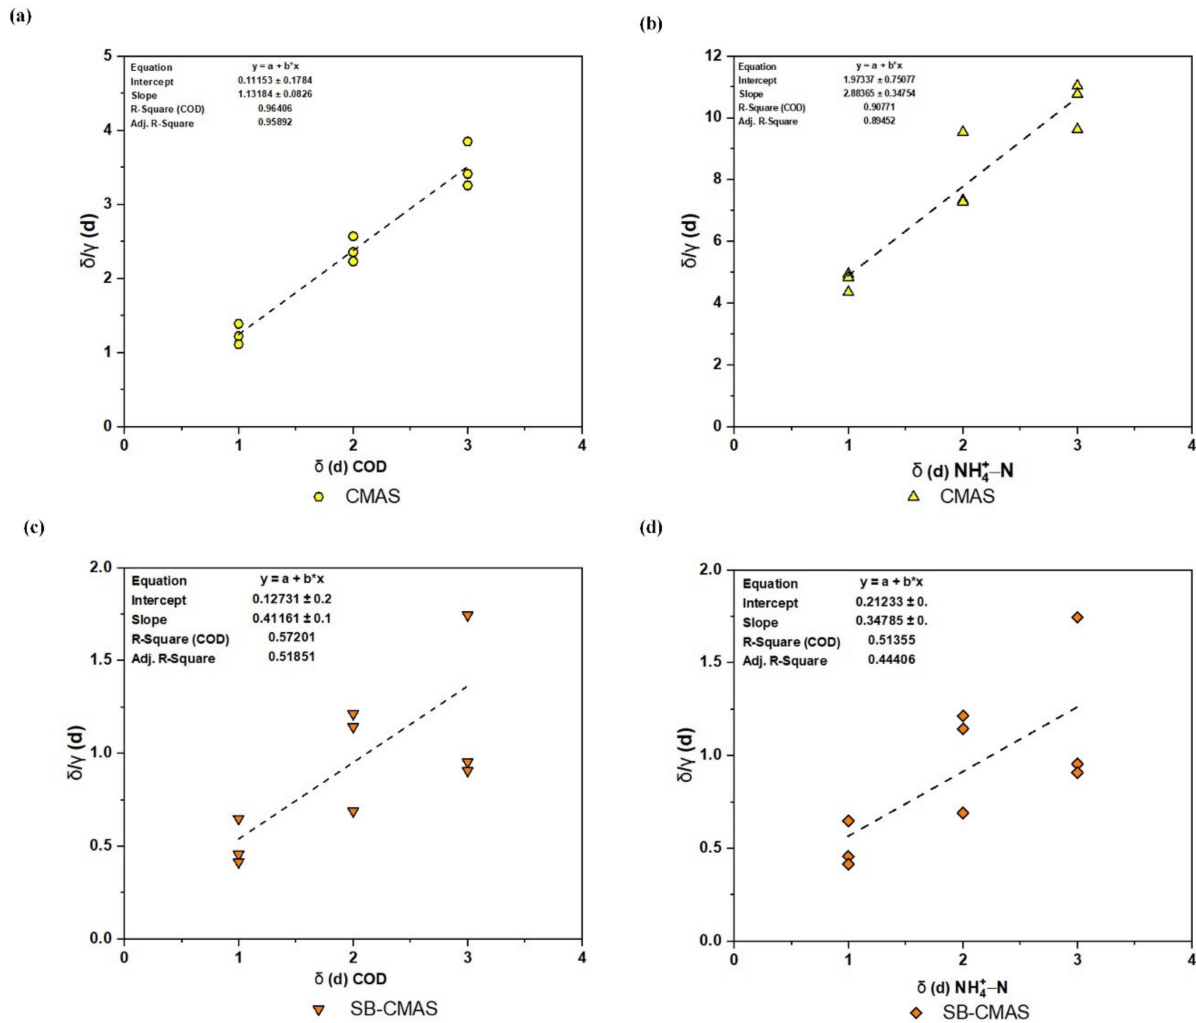 (a)
5
4
3
2
1
0
0 1 2 3 4
δ/γ (d)
Equation y = a + b*x
Intercept 0.11153 ± 0.1784
Slope 1.13184 ± 0.0826
R-Square (COD) 0.96406
Adj. R-Square 0.95892
δ (d) COD
CMAS
(b)
12
10
8
6
4
2
0
0 1 2 3 4
δ/γ (d)
Equation y = a + b*x
Intercept 1.97337 ± 0.75077
Slope 2.88365 ± 0.34754
R-Square (COD) 0.90771
Adj. R-Square 0.89452
δ (d) NH₄⁺–N
CMAS
(c)
2.0
1.5
1.0
0.5
0.0
0 1 2 3 4
δ/γ (d)
Equation y = a + b*x
Intercept 0.12731 ± 0.2
Slope 0.41161 ± 0.1
R-Square (COD) 0.57201
Adj. R-Square 0.51851
δ (d) COD
SB-CMAS
(d)
2.0
1.5
1.0
0.5
0.0
0 1 2 3 4
δ/γ (d)
Equation y = a + b*x
Intercept 0.21233 ± 0.
Slope 0.34785 ± 0.
R-Square (COD) 0.51355
Adj. R-Square 0.44406
δ (d) NH₄⁺–N
SB-CMAS